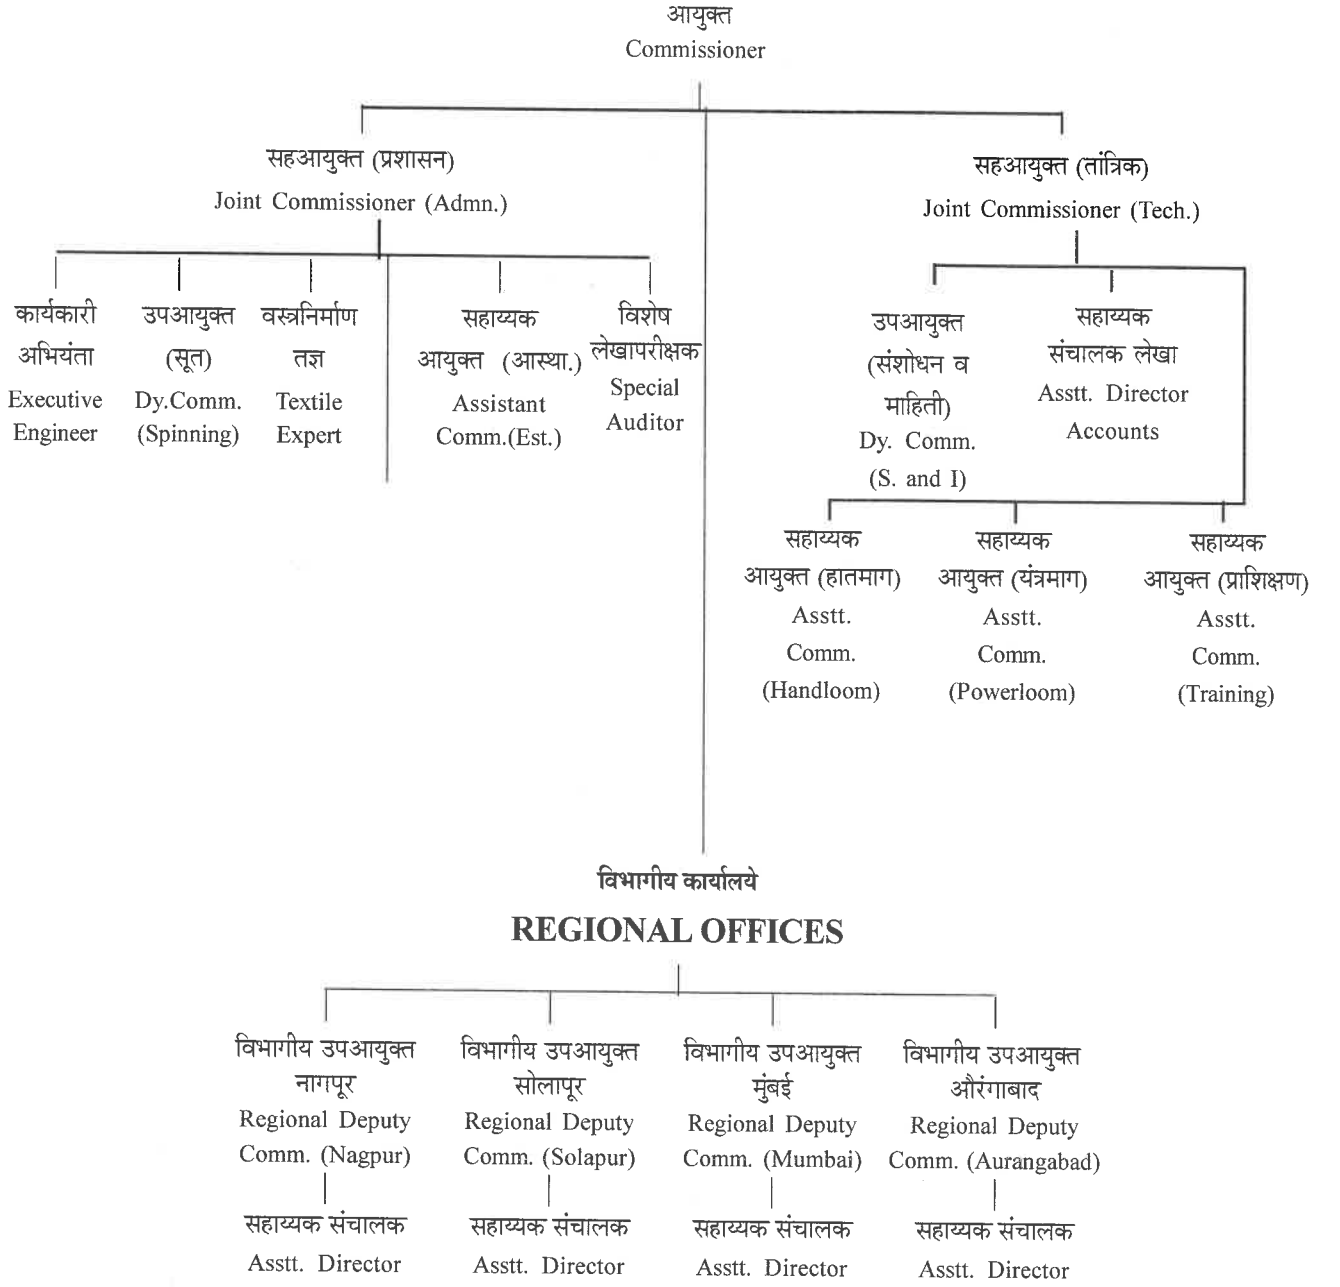 आयुक्त
Commissioner
सहआयुक्त (प्रशासन)
Joint Commissioner (Admn.)
सहआयुक्त (तांत्रिक)
Joint Commissioner (Tech.)
कार्यकारी
अभियंता
Executive
Engineer
उपआयुक्त
(सूत)
Dy.Comm.
(Spinning)
वस्त्रनिर्माण
तज्ञ
Textile
Expert
सहाय्यक
आयुक्त (आस्था.)
Assistant
Comm.(Est.)
विशेष
लेखापरीक्षक
Special
Auditor
उपआयुक्त
(संशोधन व
माहिती)
Dy. Comm.
(S. and I)
सहाय्यक
संचालक लेखा
Asstt. Director
Accounts
सहाय्यक
आयुक्त (हातमाग)
Asstt.
Comm.
(Handloom)
सहाय्यक
आयुक्त (यंत्रमाग)
Asstt.
Comm.
(Powerloom)
सहाय्यक
आयुक्त (प्राशिक्षण)
Asstt.
Comm.
(Training)
विभागीय कार्यालये
REGIONAL OFFICES
विभागीय उपआयुक्त
नागपूर
Regional Deputy
Comm. (Nagpur)
सहाय्यक संचालक
Asstt. Director
विभागीय उपआयुक्त
सोलापूर
Regional Deputy
Comm. (Solapur)
सहाय्यक संचालक
Asstt. Director
विभागीय उपआयुक्त
मुंबई
Regional Deputy
Comm. (Mumbai)
सहाय्यक संचालक
Asstt. Director
विभागीय उपआयुक्त
औरंगाबाद
Regional Deputy
Comm. (Aurangabad)
सहाय्यक संचालक
Asstt. Director